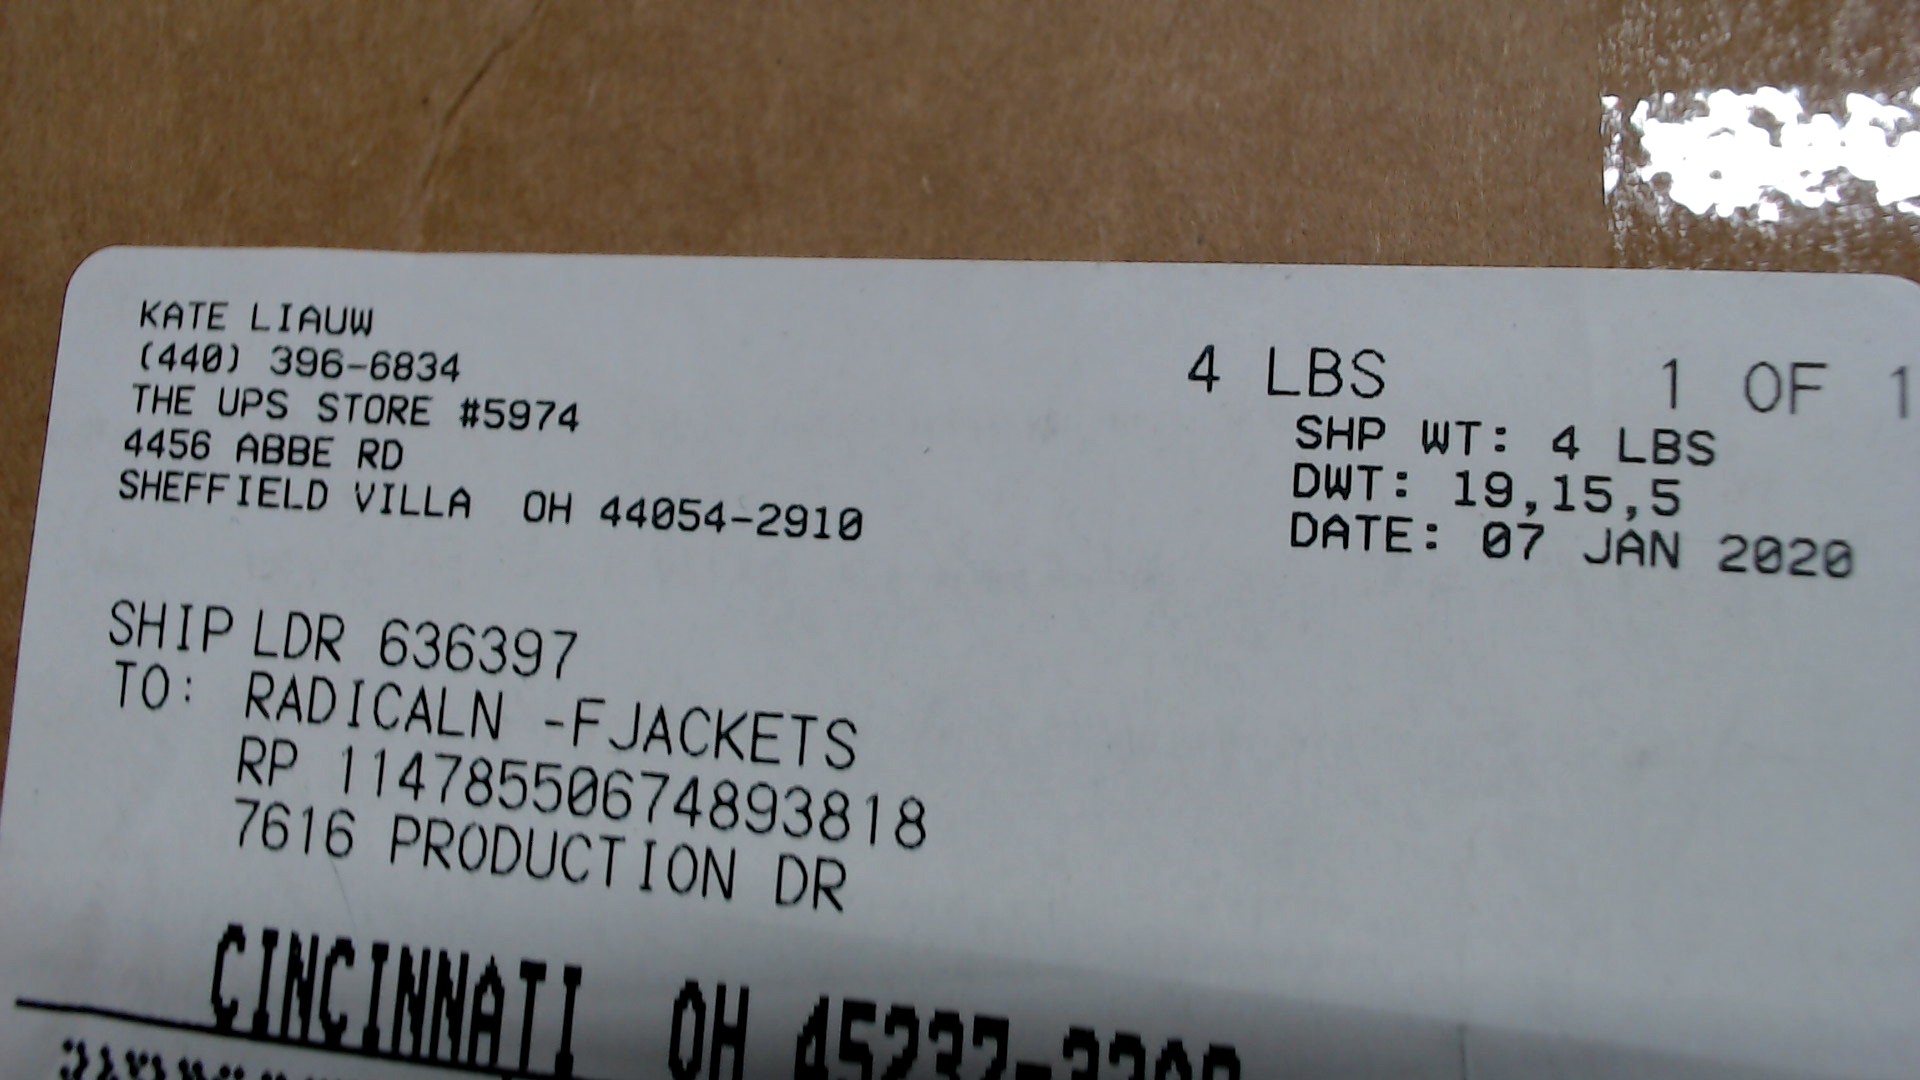 KATE LIAUW
(440) 396-6834
THE UPS STORE #5974
4456 ABBE RD
SHEFFIELD VILLA OH 44054-2910
4 LBS 1 OF 1
SHP WT: 4 LBS
DWT: 19,15,5
DATE: 07 JAN 2020
SHIP LDR 636397
TO: RADICALN -FJACKETS
RP 11478550674893818
7616 PRODUCTION DR
CINCINNATI OH